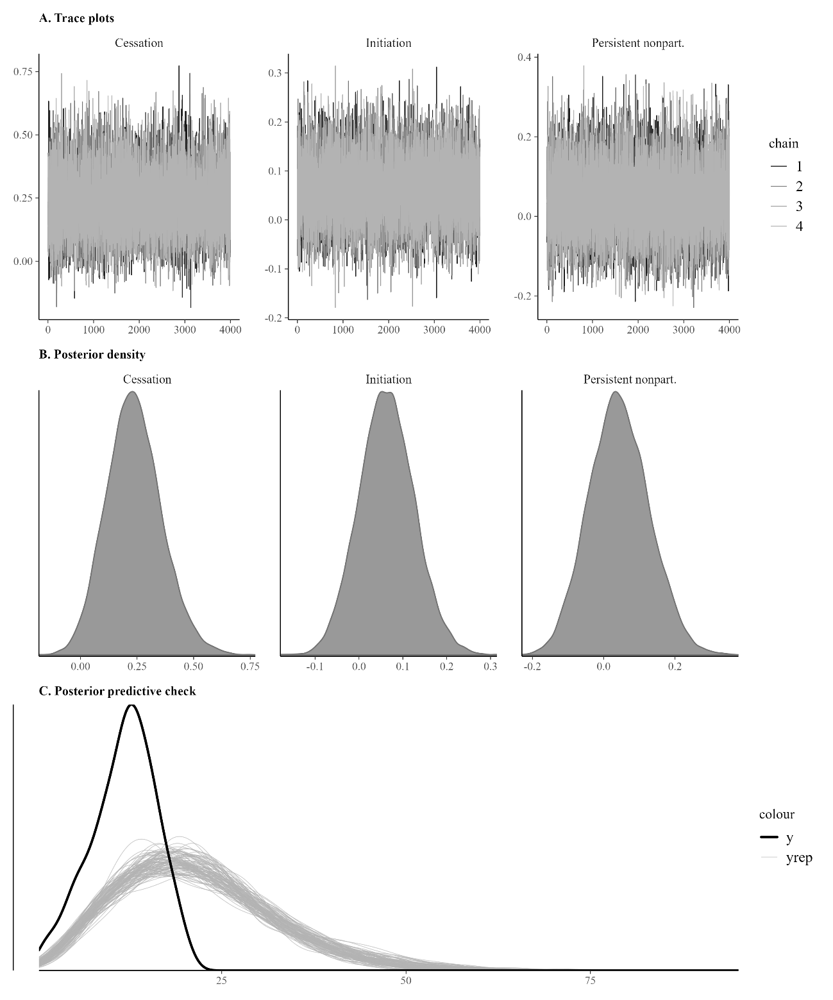 A. Trace plots
Cessation
Initiation
Persistent nonpart.
0.75
0.50
0.25
0.00
0 1000 2000 3000 4000
0.3
0.2
0.1
0.0
-0.1
-0.2
0 1000 2000 3000 4000
0.4
0.2
0.0
-0.2
0 1000 2000 3000 4000
chain
1
2
3
4
B. Posterior density
Cessation
Initiation
Persistent nonpart.
0.00 0.25 0.50 0.75
-0.1 0.0 0.1 0.2 0.3
-0.2 0.0 0.2
C. Posterior predictive check
25 50 75
colour
y
yrep